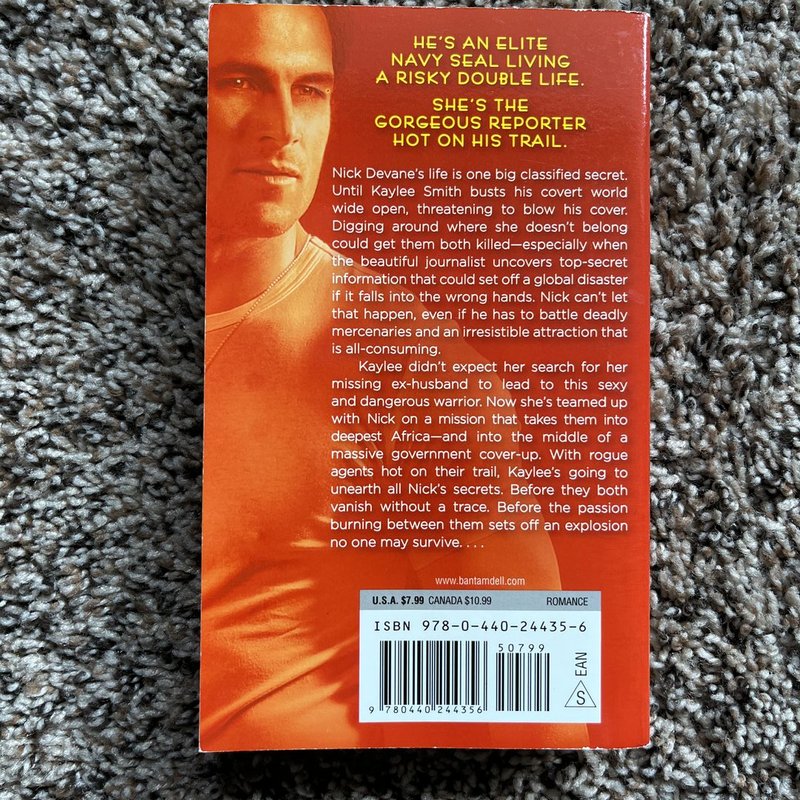 HE'S AN ELITE
NAVY SEAL LIVING
A RISKY DOUBLE LIFE.
SHE'S THE
GORGEOUS REPORTER
HOT ON HIS TRAIL.
Nick Devane's life is one big classified secret.
Until Kaylee Smith busts his covert world
wide open, threatening to blow his cover.
Digging around where she doesn't belong
could get them both killed—especially when
the beautiful journalist uncovers top-secret
information that could set off a global disaster
if it falls into the wrong hands. Nick can't let
that happen, even if he has to battle deadly
mercenaries and an irresistible attraction that
is all-consuming.
Kaylee didn't expect her search for her
missing ex-husband to lead to this sexy
and dangerous warrior. Now she's teamed up
with Nick on a mission that takes them into
deepest Africa—and into the middle of a
massive government cover-up. With rogue
agents hot on their trail, Kaylee's going to
unearth all Nick's secrets. Before they both
vanish without a trace. Before the passion
burning between them sets off an explosion
no one may survive. . . .
www.bantamdell.com
U.S.A. $7.99 CANADA $10.99 ROMANCE
ISBN 978-0-440-24435-6
50799
EAN
S
9 780440 244356